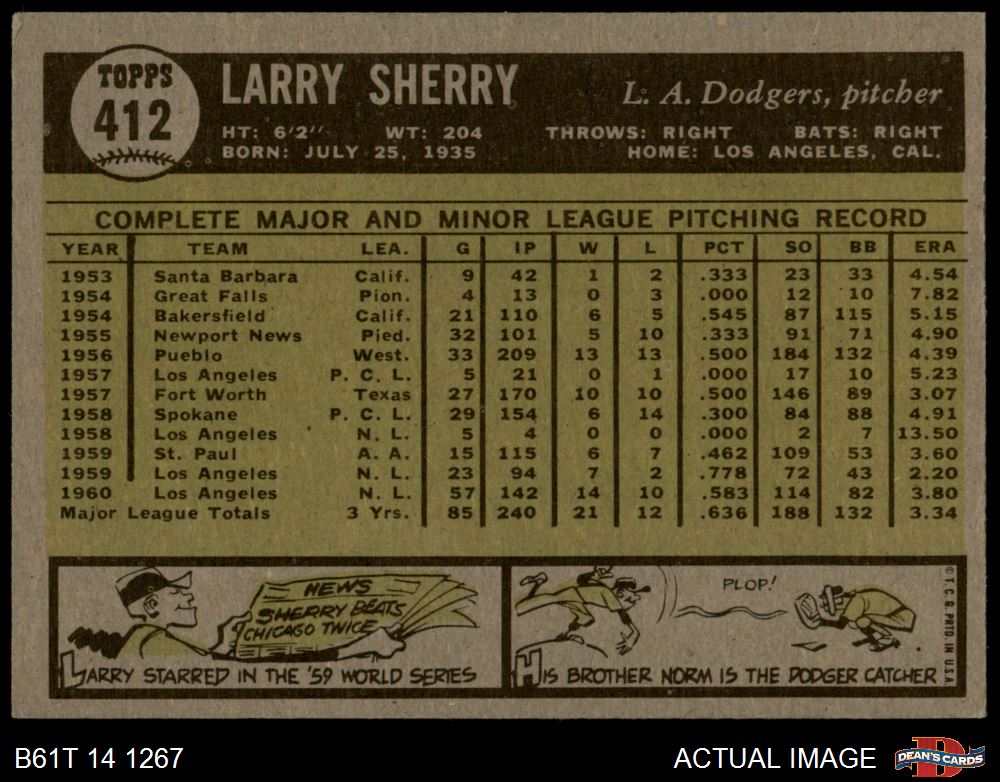 TOPPS
412
LARRY SHERRY
L. A. Dodgers, pitcher
HT: 6'2" WT: 204 THROWS: RIGHT BATS: RIGHT
BORN: JULY 25, 1935 HOME: LOS ANGELES, CAL.
COMPLETE MAJOR AND MINOR LEAGUE PITCHING RECORD
YEAR TEAM LEA. G IP W L PCT SO BB ERA
1953 Santa Barbara Calif. 9 42 1 2 .333 23 33 4.54
1954 Great Falls Pion. 4 13 0 3 .000 12 10 7.82
1954 Bakersfield Calif. 21 110 6 5 .545 87 115 5.15
1955 Newport News Pied. 32 101 5 10 .333 91 71 4.90
1956 Pueblo West. 33 209 13 13 .500 184 132 4.39
1957 Los Angeles P. C. L. 5 21 0 1 .000 17 10 5.23
1957 Fort Worth Texas 27 170 10 10 .500 146 89 3.07
1958 Spokane P. C. L. 29 154 6 14 .300 84 88 4.91
1958 Los Angeles N. L. 5 4 0 0 .000 2 7 13.50
1959 St. Paul A. A. 15 115 6 7 .462 109 53 3.60
1959 Los Angeles N. L. 23 94 7 2 .778 72 43 2.20
1960 Los Angeles N. L. 57 142 14 10 .583 114 82 3.80
Major League Totals 3 Yrs. 85 240 21 12 .636 188 132 3.34
NEWS
SHERRY BEATS
CHICAGO TWICE
LARRY STARRED IN THE '59 WORLD SERIES
PLOP!
HIS BROTHER NORM IS THE DODGER CATCHER
© T. C. G. PRTD. IN U.S.A.
B61T 14 1267
ACTUAL IMAGE
D
DEAN'S CARDS